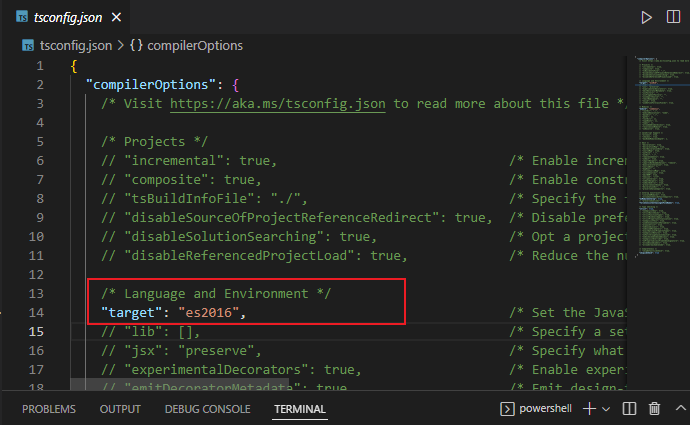 TS tsconfig.json
TS tsconfig.json > {} compilerOptions
1 {
2 "compilerOptions": {
3 /* Visit https://aka.ms/tsconfig.json to read more about this file *
4
5 /* Projects */
6 // "incremental": true, /* Enable increm
7 // "composite": true, /* Enable constr
8 // "tsBuildInfoFile": "./", /* Specify the
9 // "disableSourceOfProjectReferenceRedirect": true, /* Disable prefe
10 // "disableSolutionSearching": true, /* Opt a project
11 // "disableReferencedProjectLoad": true, /* Reduce the nu
12
13 /* Language and Environment */
14 "target": "es2016", /* Set the JavaS
15 // "lib": [], /* Specify a set
16 // "jsx": "preserve", /* Specify what
17 // "experimentalDecorators": true, /* Enable experi
18 // "emitDecoratorMetadata": true, /* Emit design-
PROBLEMS OUTPUT DEBUG CONSOLE TERMINAL powershell